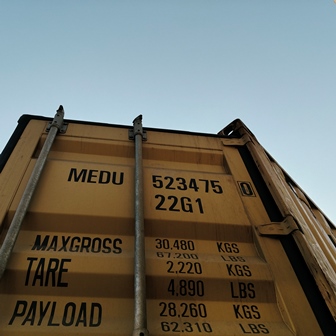 MEDU 523475 0
22G1
MAXGROSS 30,480 KGS
67,200 LBS
TARE 2,220 KGS
4,890 LBS
PAYLOAD 28,260 KGS
62,310 LBS